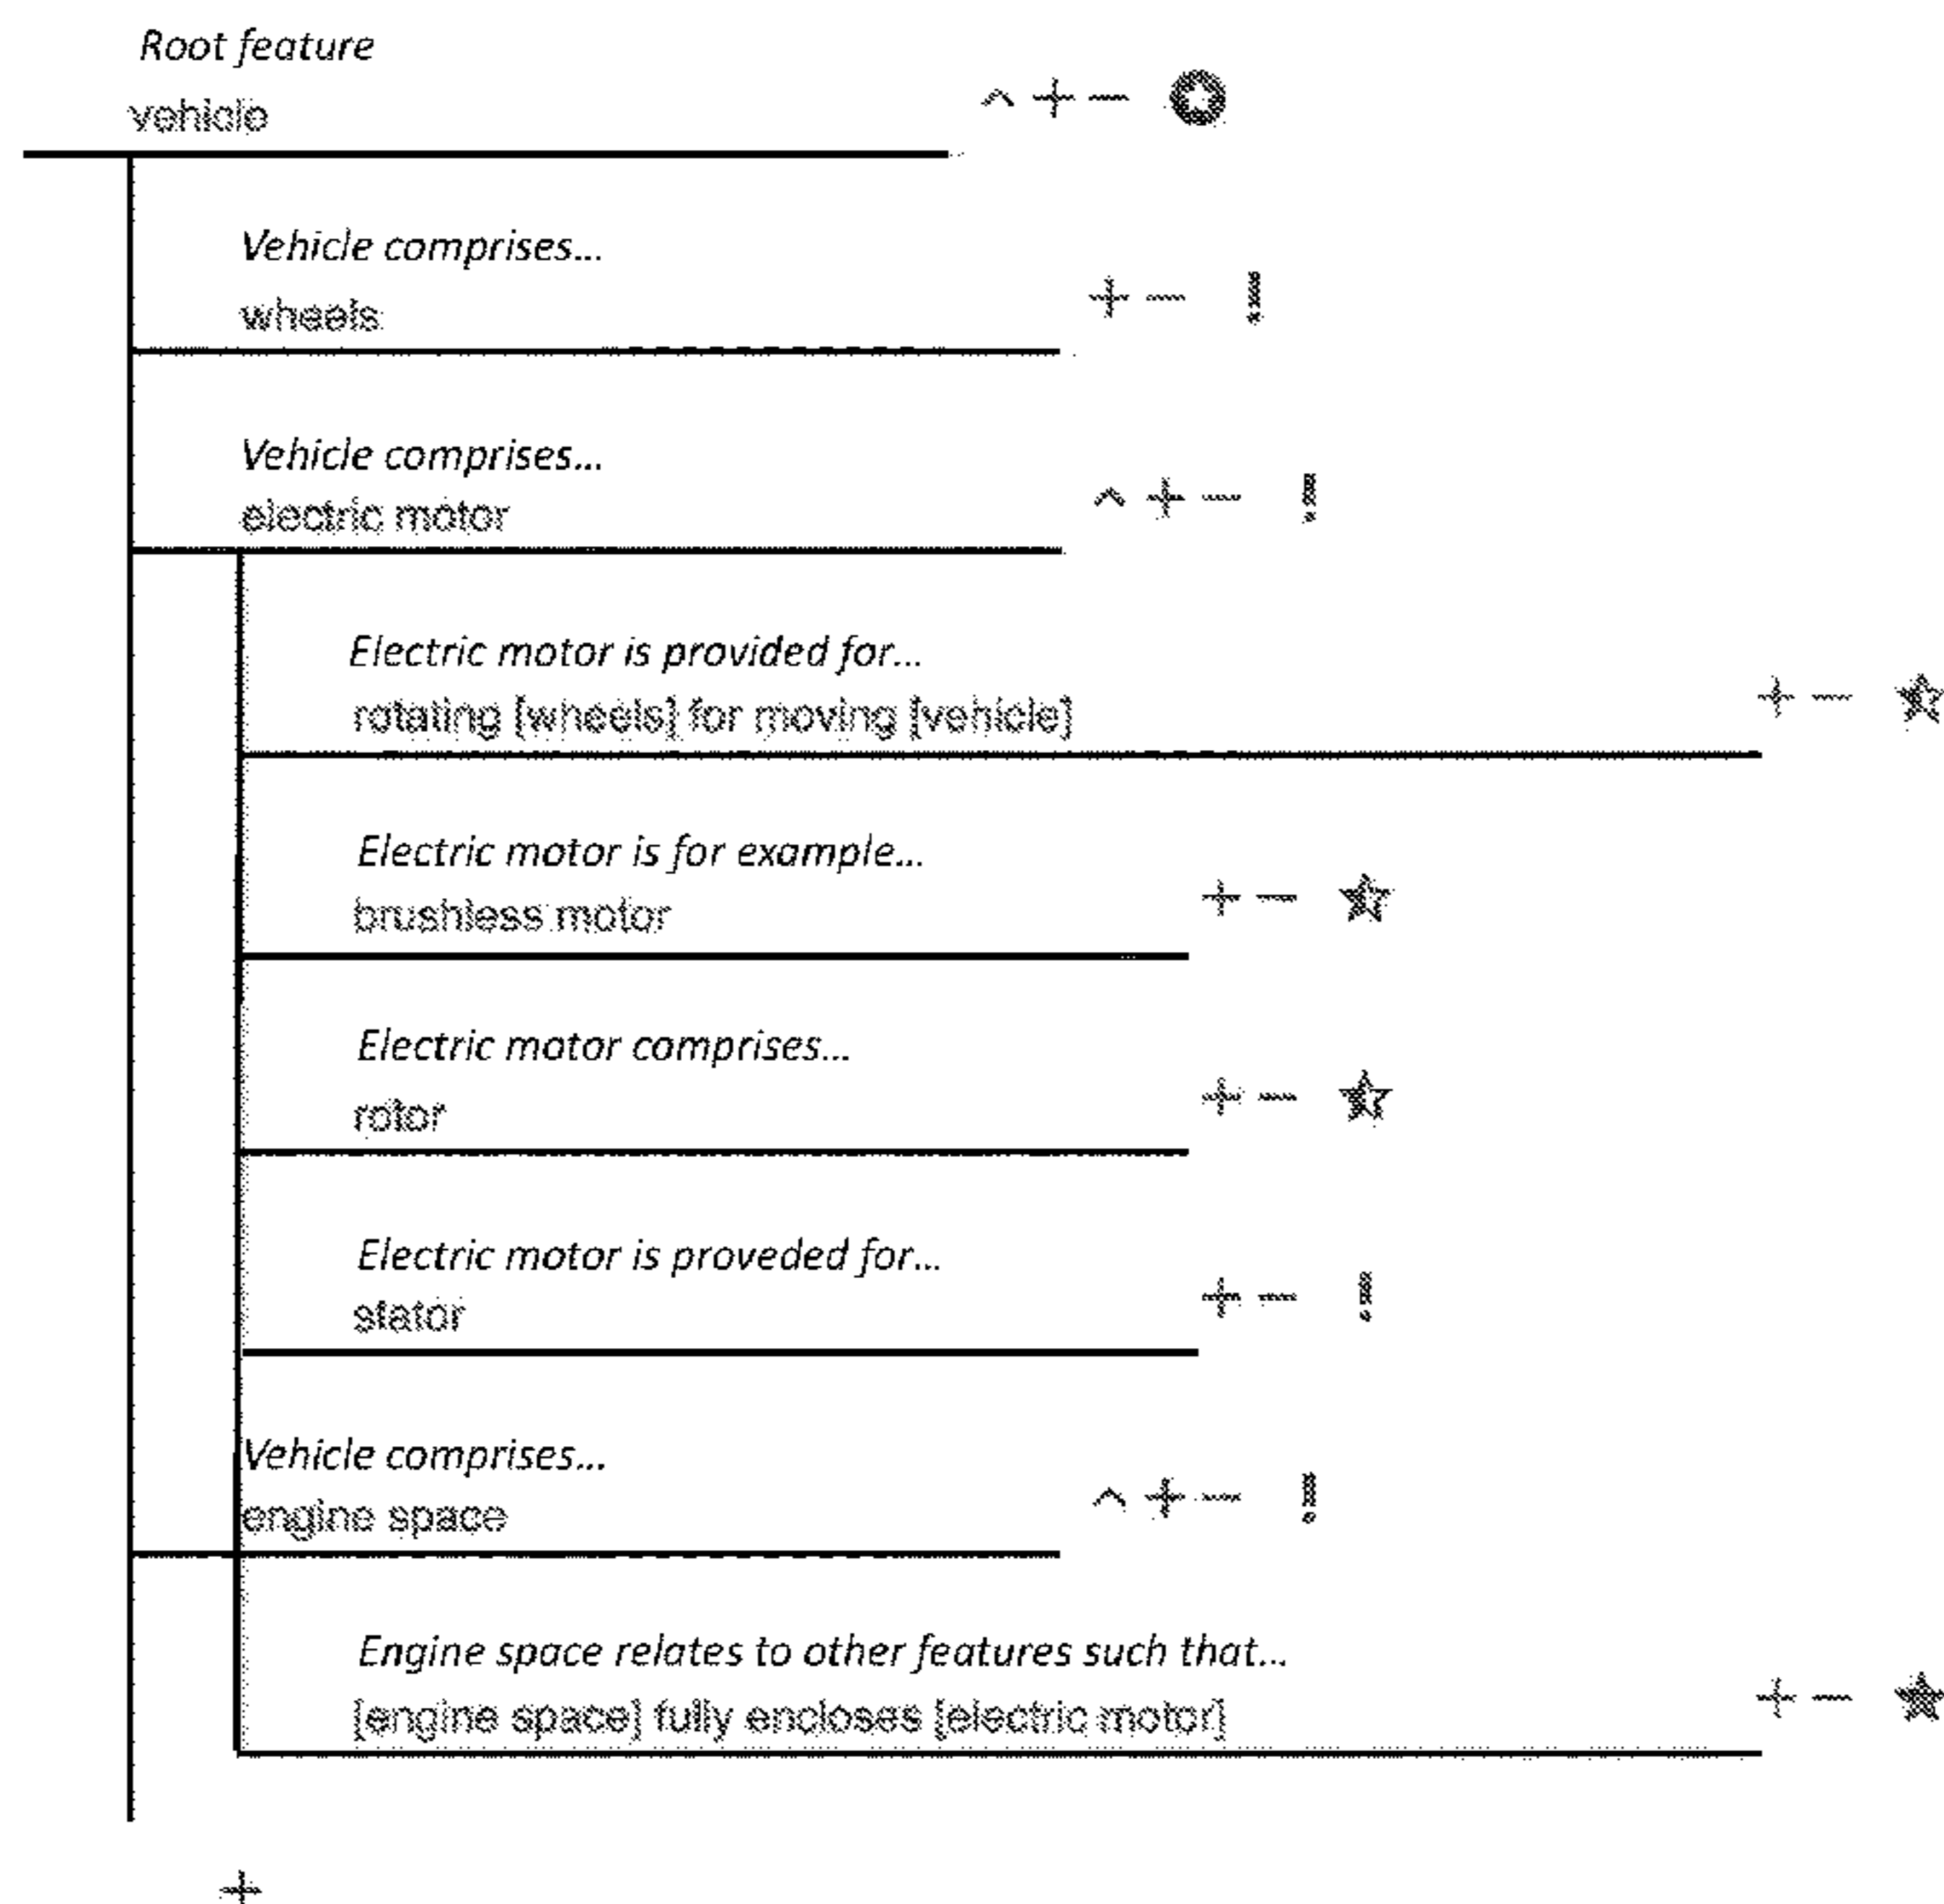 Root feature
vehicle
^ + −
Vehicle comprises...
wheels
+ − !
Vehicle comprises...
electric motor
^ + − !
Electric motor is provided for...
rotating [wheels] for moving [vehicle]
+ −
Electric motor is for example...
brushless motor
+ −
Electric motor comprises...
rotor
+ −
Electric motor is proveded for...
stator
+ − !
Vehicle comprises...
engine space
^ + − !
Engine space relates to other features such that...
[engine space] fully encloses [electric motor]
+ −
+